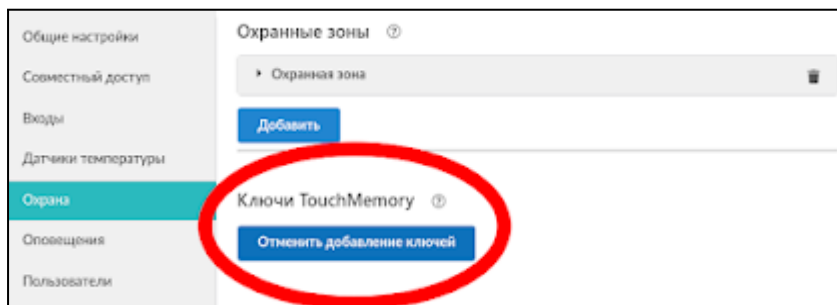 Общие настройки
Совместный доступ
Входы
Датчики температуры
Охрана
Оповещения
Пользователи
Охранные зоны
Охранная зона
Добавить
Ключи TouchMemory
Отменить добавление ключей